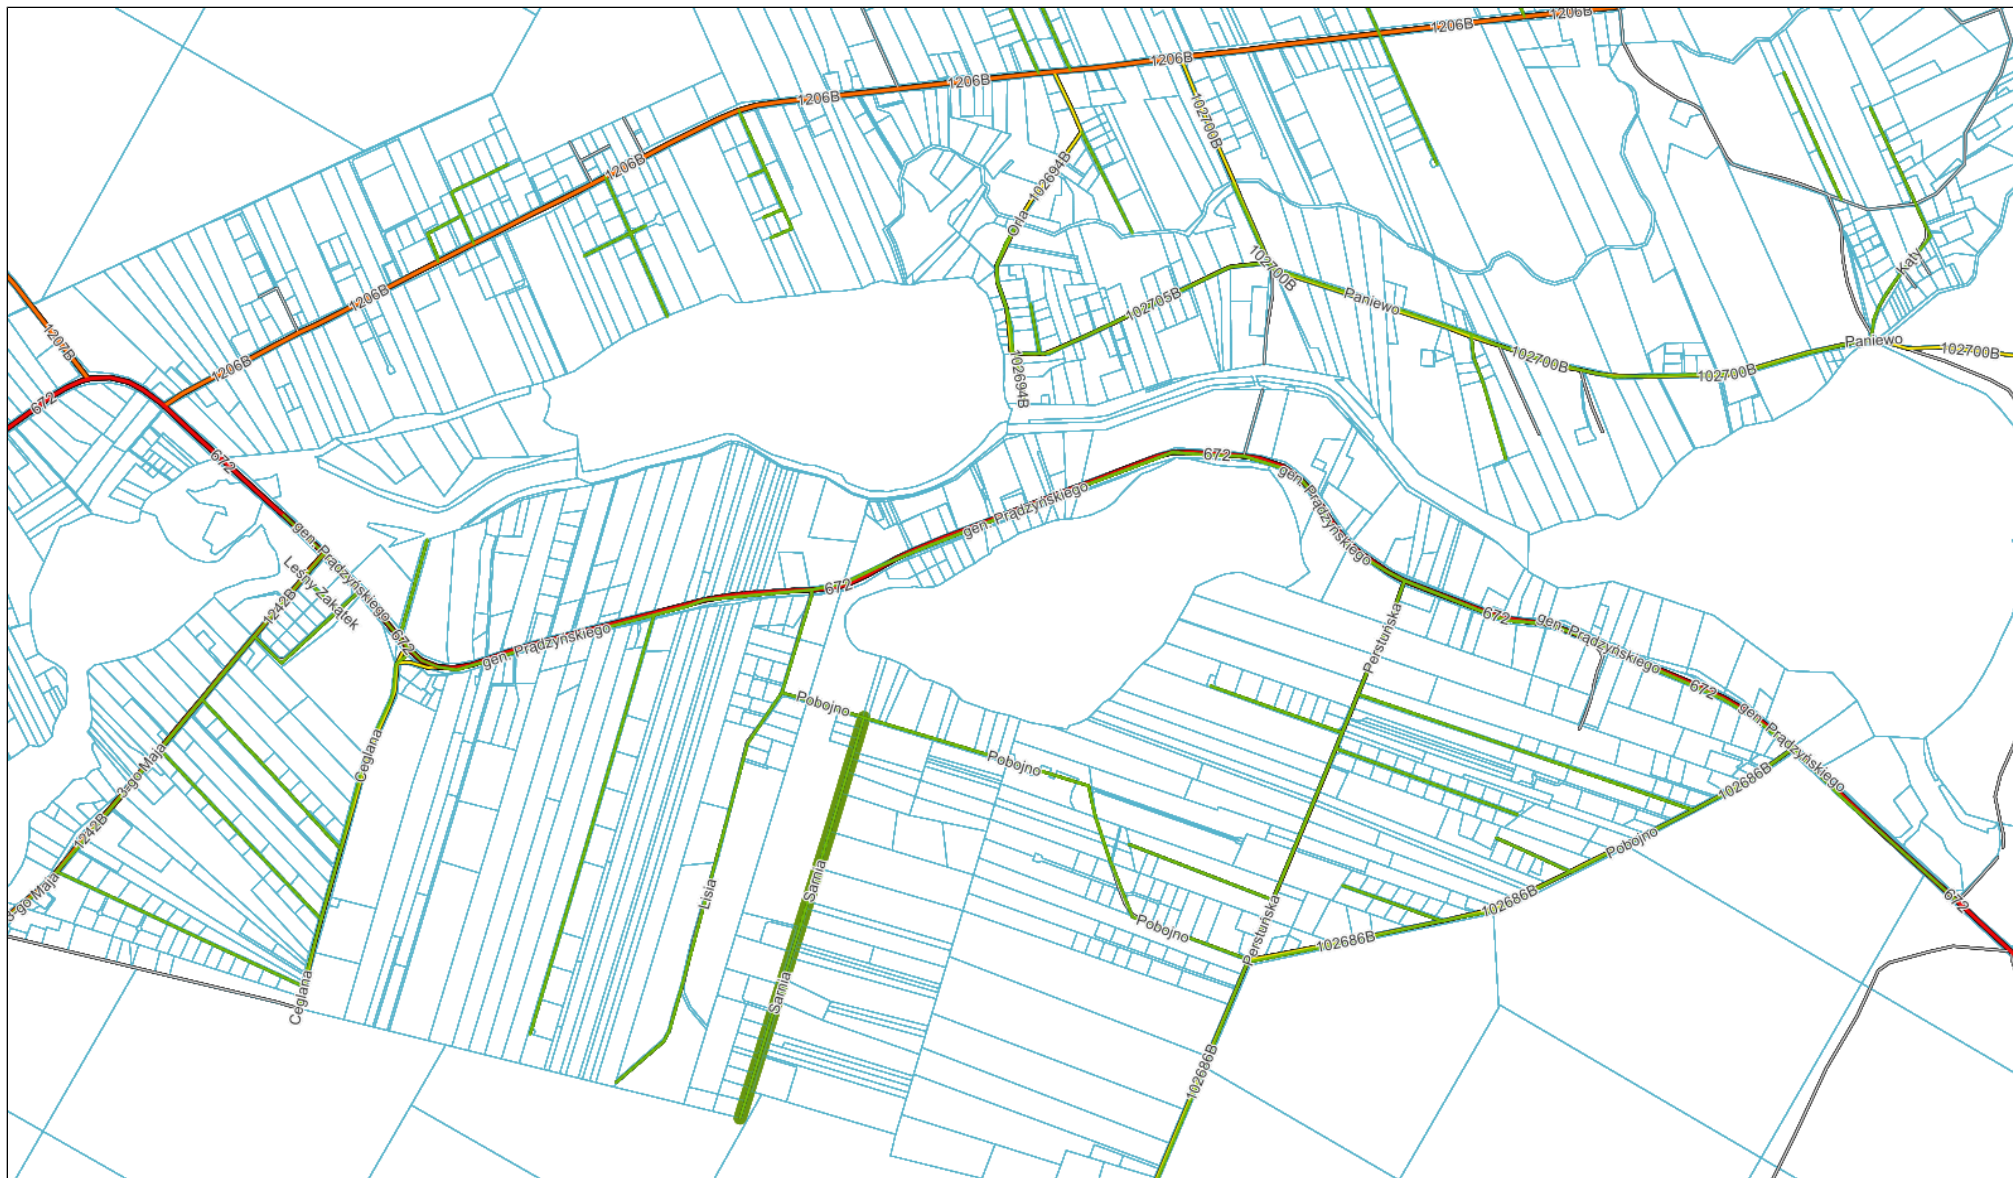 1206B
1206B
1206B
1206B
1206B
1206B
1206B
1206B
1206B
102700B
102694B
Orla
102700B
Kąty
1207B
102705B
Paniewo
Paniewo
102700B
102700B
102700B
102694B
672
672
672
gen. Prądzyńskiego
gen. Prądzyńskiego
gen. Prądzyńskiego
Leśny Zakątek
1242B
672
672
gen. Prądzyńskiego
672
gen. Prądzyńskiego
Perstuńska
672
gen. Prądzyńskiego
Pobojno
Pobojno
Ceglana
3-go Maja
1242B
3-go Maja
102686B
Pobojno
Lisia
Sarnia
Sarnia
Pobojno
Perstuńska
102686B
102686B
672
Ceglana
102686B